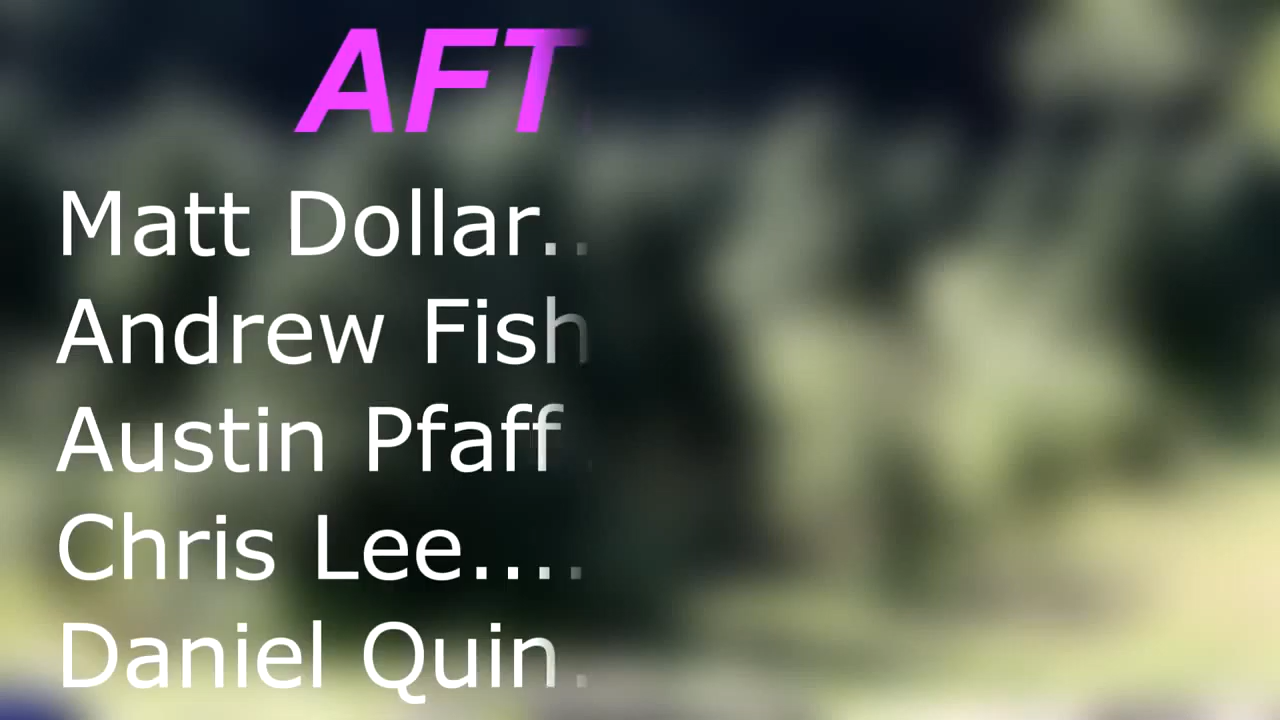 AFT
Matt Dollar..
Andrew Fish
Austin Pfaff
Chris Lee....
Daniel Quin.